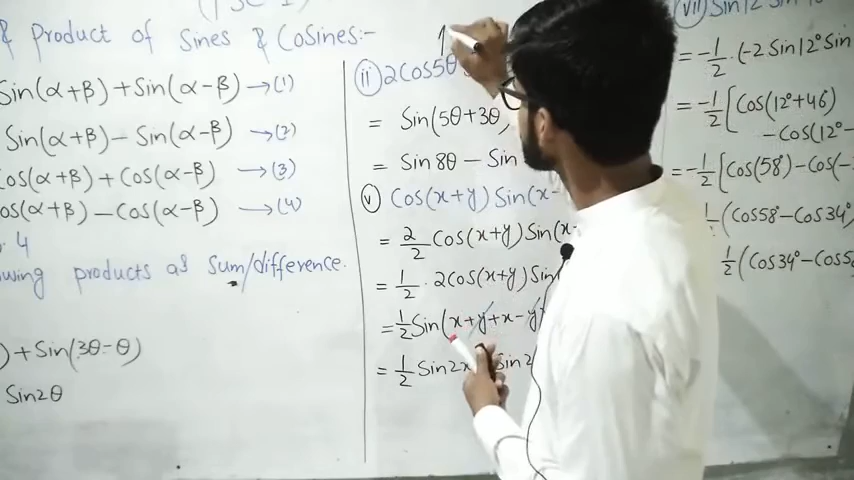 & Product of Sines & CoSines:-
Sin(α+β)+Sin(α-β) →(1)
Sin(α+β)-Sin(α-β) →(2)
Cos(α+β)+Cos(α-β) →(3)
Cos(α+β)-Cos(α-β) →(4)
4
products as sum/difference.
)+Sin(3θ-θ)
Sin2θ
(ii) 2Cos5θ
= Sin(5θ+3θ)
= Sin8θ - Sin
(v) Cos(x+y)Sin(x-
= 2/2 Cos(x+y)Sin(x-
= 1/2 · 2Cos(x+y)Sin
= 1/2 Sin(x+y+x-y)
= 1/2 Sin2x Sin2
(vii) Sin12
= -1/2 · (-2 Sin12° Sin
= -1/2 [Cos(12°+46°)
-Cos(12°-
= -1/2 [Cos(58°)-Cos(-
1/2 (Cos58°-Cos34°)
1/2 (Cos34°-Cos5